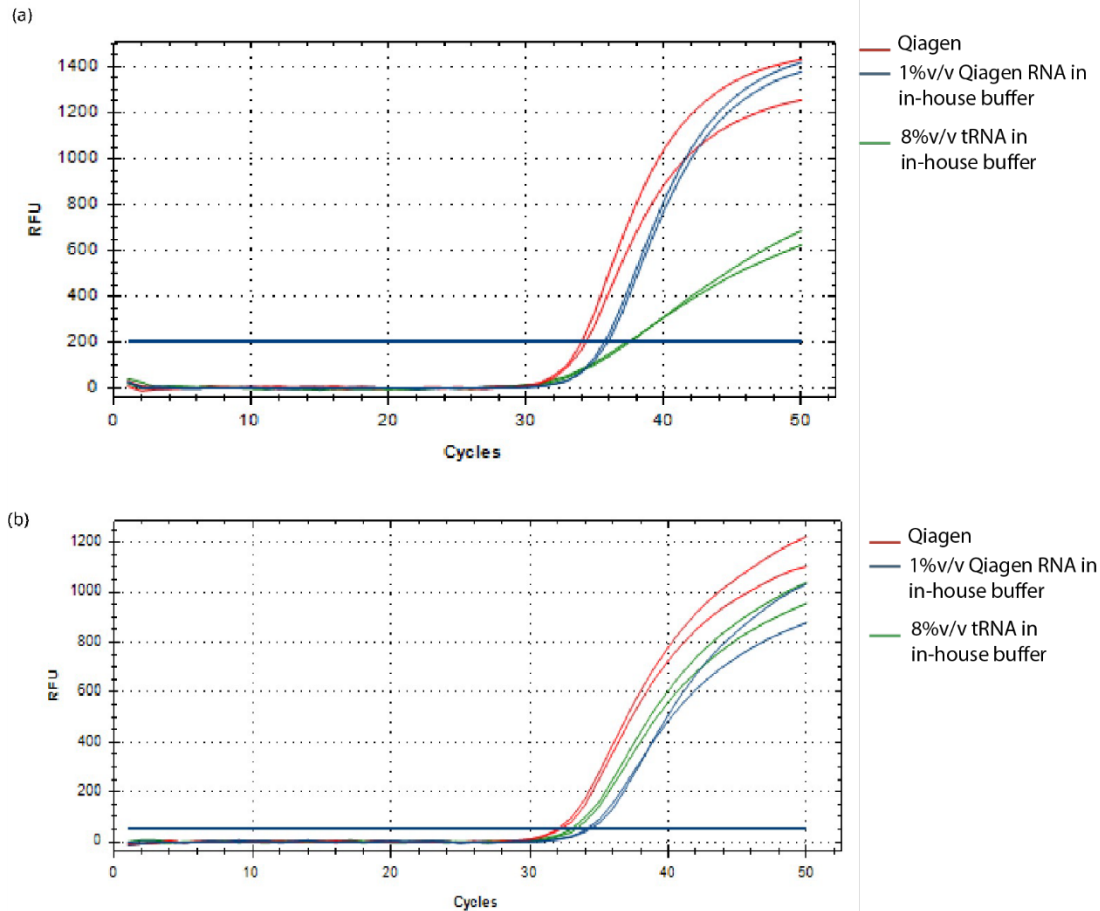 (a)
1400
1200
1000
800
600
400
200
0
RFU
0 10 20 30 40 50
Cycles
Qiagen
1%v/v Qiagen RNA in
in-house buffer
8%v/v tRNA in
in-house buffer
(b)
1200
1000
800
600
400
200
0
RFU
0 10 20 30 40 50
Cycles
Qiagen
1%v/v Qiagen RNA in
in-house buffer
8%v/v tRNA in
in-house buffer